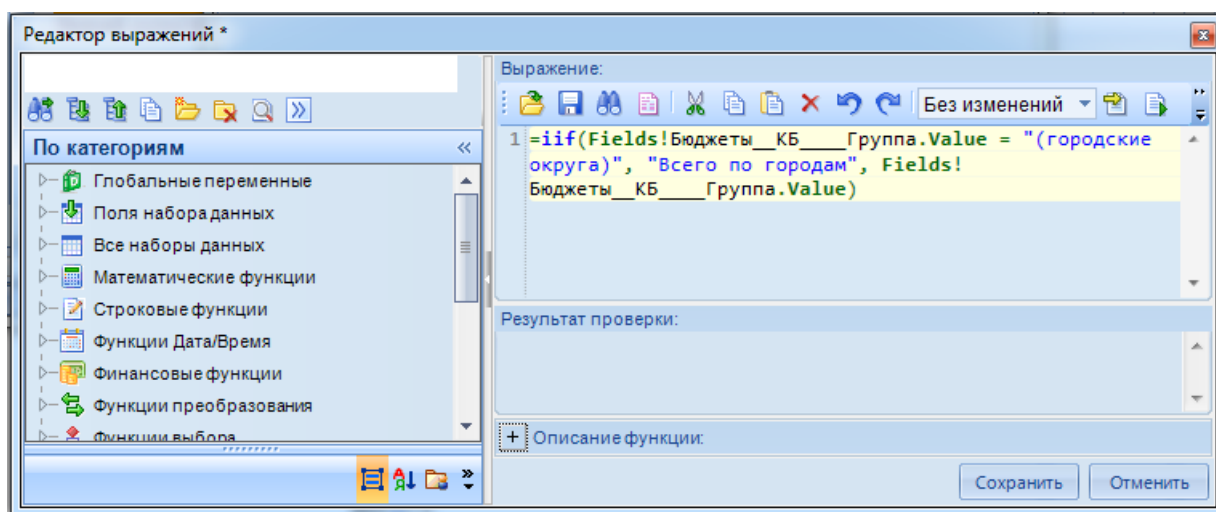 Редактор выражений *
По категориям
Глобальные переменные
Поля набора данных
Все наборы данных
Математические функции
Строковые функции
Функции Дата/Время
Финансовые функции
Функции преобразования
Функции выбора
Выражение:
Без изменений
1 =iif(Fields!Бюджеты__КБ____Группа.Value = "(городские
округа)", "Всего по городам", Fields!
Бюджеты__КБ____Группа.Value)
Результат проверки:
+ Описание функции:
Сохранить Отменить